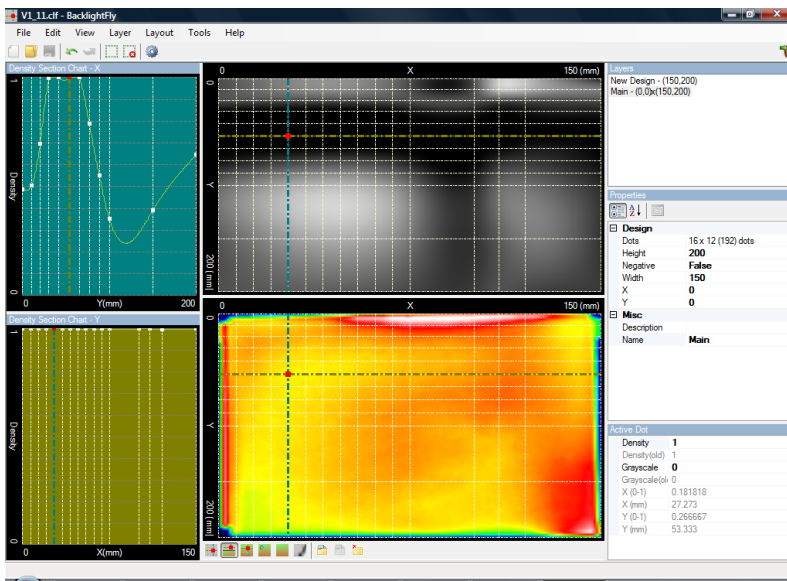 V1_11.clf - BacklightFly
File Edit View Layer Layout Tools Help
Density Section Chart - X
1
Density
0
0 Y(mm) 200
Density Section Chart - Y
1
Density
0
0 X(mm) 150
0 X 150 (mm)
0
Y
200 (mm)
0 X 150 (mm)
0
Y
200 (mm)
Layers
New Design - (150,200)
Main - (0,0)x(150,200)
Properties
Design
Dots 16 x 12 (192) dots
Height 200
Negative False
Width 150
X 0
Y 0
Misc
Description
Name Main
Active Dot
Density 1
Density(old) 1
Grayscale 0
Grayscale(ol 0
X (0-1) 0.181818
X (mm) 27.273
Y (0-1) 0.266667
Y (mm) 53.333